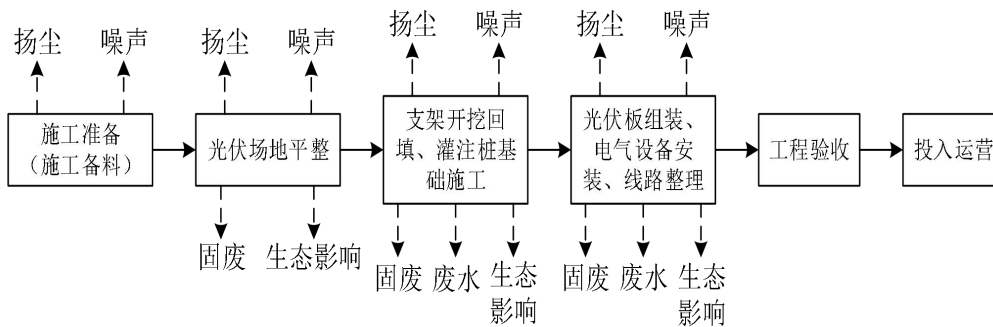 扬尘 噪声 扬尘 噪声 扬尘 噪声 扬尘 噪声
施工准备
（施工备料）
光伏场地平整
支架开挖回
填、灌注桩基
础施工
光伏板组装、
电气设备安
装、线路整理
工程验收
投入运营
固废 生态影响
固废 废水 生态
影响
固废 废水 生态
影响